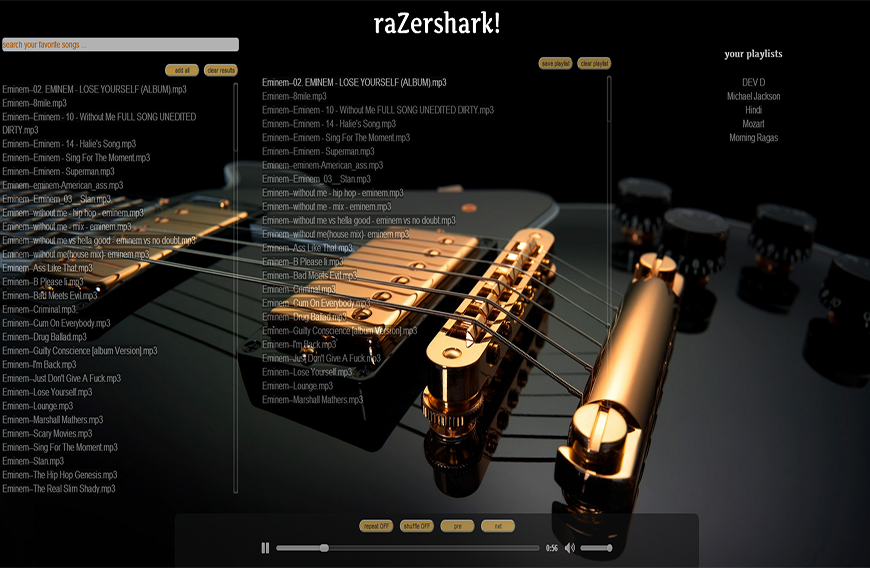 raZershark!
search your favorite songs ...
add all
clear results
Eminem--02. EMINEM - LOSE YOURSELF (ALBUM).mp3
Eminem--8mile.mp3
Eminem--Eminem - 10 - Without Me FULL SONG UNEDITED
DIRTY.mp3
Eminem--Eminem - 14 - Halie's Song.mp3
Eminem--Eminem - Sing For The Moment.mp3
Eminem--Eminem - Superman.mp3
Eminem--eminem-American_ass.mp3
Eminem--Eminem_03__Stan.mp3
Eminem--without me - hip hop - eminem.mp3
Eminem--without me - mix - eminem.mp3
Eminem--without me vs hella good - eminem vs no doubt.mp3
Eminem--without me(house mix)- eminem.mp3
Eminem--Ass Like That.mp3
Eminem--B Please Ii.mp3
Eminem--Bad Meets Evil.mp3
Eminem--Criminal.mp3
Eminem--Cum On Everybody.mp3
Eminem--Drug Ballad.mp3
Eminem--Guilty Conscience [album Version].mp3
Eminem--I'm Back.mp3
Eminem--Just Don't Give A Fuck.mp3
Eminem--Lose Yourself.mp3
Eminem--Lounge.mp3
Eminem--Marshall Mathers.mp3
Eminem--Scary Movies.mp3
Eminem--Sing For The Moment.mp3
Eminem--Stan.mp3
Eminem--The Hip Hop Genesis.mp3
Eminem--The Real Slim Shady.mp3
save playlist
clear playlist
Eminem--02. EMINEM - LOSE YOURSELF (ALBUM).mp3
Eminem--8mile.mp3
Eminem--Eminem - 10 - Without Me FULL SONG UNEDITED DIRTY.mp3
Eminem--Eminem - 14 - Halie's Song.mp3
Eminem--Eminem - Sing For The Moment.mp3
Eminem--Eminem - Superman.mp3
Eminem--eminem-American_ass.mp3
Eminem--Eminem_03__Stan.mp3
Eminem--without me - hip hop - eminem.mp3
Eminem--without me - mix - eminem.mp3
Eminem--without me vs hella good - eminem vs no doubt.mp3
Eminem--without me(house mix)- eminem.mp3
Eminem--Ass Like That.mp3
Eminem--B Please Ii.mp3
Eminem--Bad Meets Evil.mp3
Eminem--Criminal.mp3
Eminem--Cum On Everybody.mp3
Eminem--Drug Ballad.mp3
Eminem--Guilty Conscience [album Version].mp3
Eminem--I'm Back.mp3
Eminem--Just Don't Give A Fuck.mp3
Eminem--Lose Yourself.mp3
Eminem--Lounge.mp3
Eminem--Marshall Mathers.mp3
your playlists
DEV D
Michael Jackson
Hindi
Mozart
Morning Ragas
repeat OFF
shuffle OFF
pre
nxt
0:56